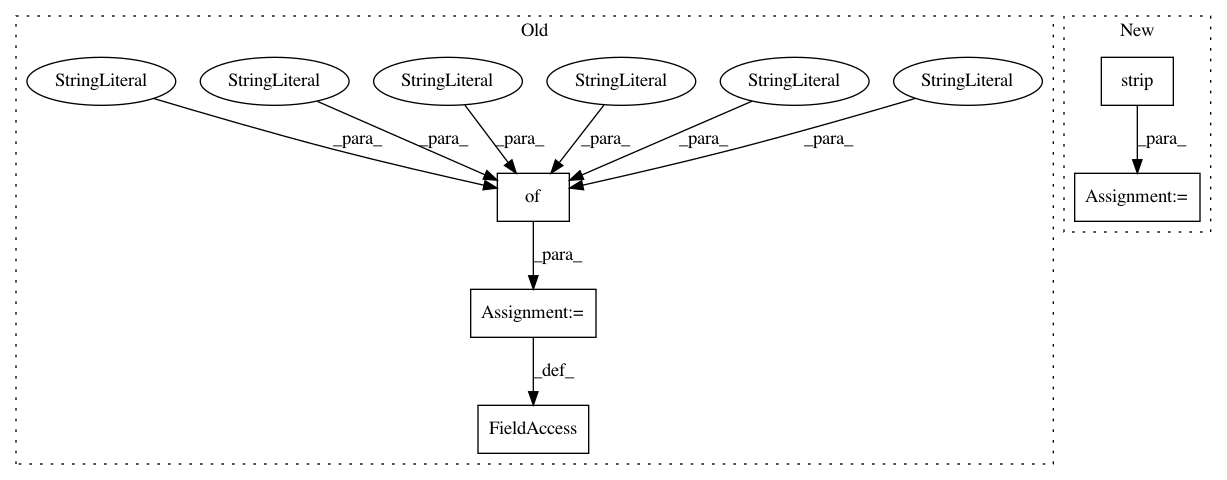 Old
New
StringLiteral StringLiteral StringLiteral StringLiteral StringLiteral StringLiteral
strip
_para_ _para_ _para_ _para_ _para_ _para_ _para_
of
Assignment:=
_para_
Assignment:=
_def_
FieldAccess